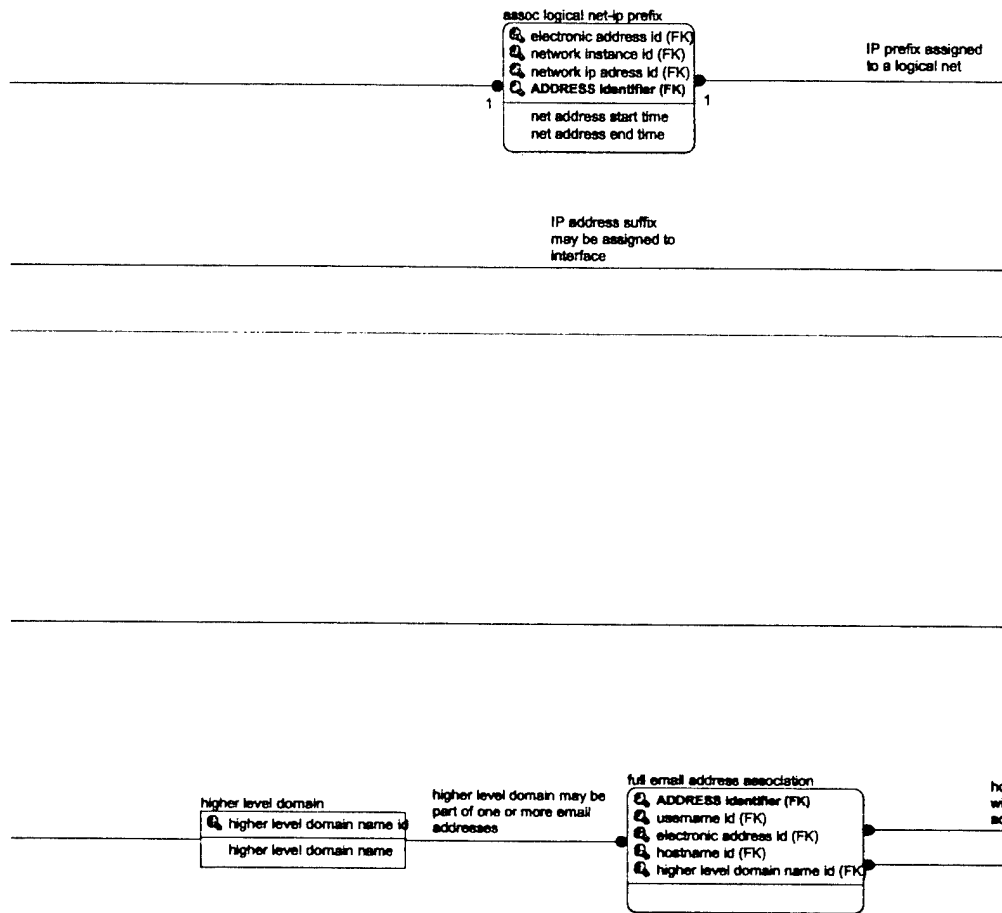 assoc logical net-ip prefix
electronic address id (FK)
network instance id (FK)
network ip adress id (FK)
ADDRESS Identifier (FK)
1
1
net address start time
net address end time
IP prefix assigned
to a logical net
IP address suffix
may be assigned to
interface
higher level domain
higher level domain name id
higher level domain name
higher level domain may be
part of one or more email
addresses
full email address association
ADDRESS Identifier (FK)
username id (FK)
electronic address id (FK)
hostname id (FK)
higher level domain name id (FK)